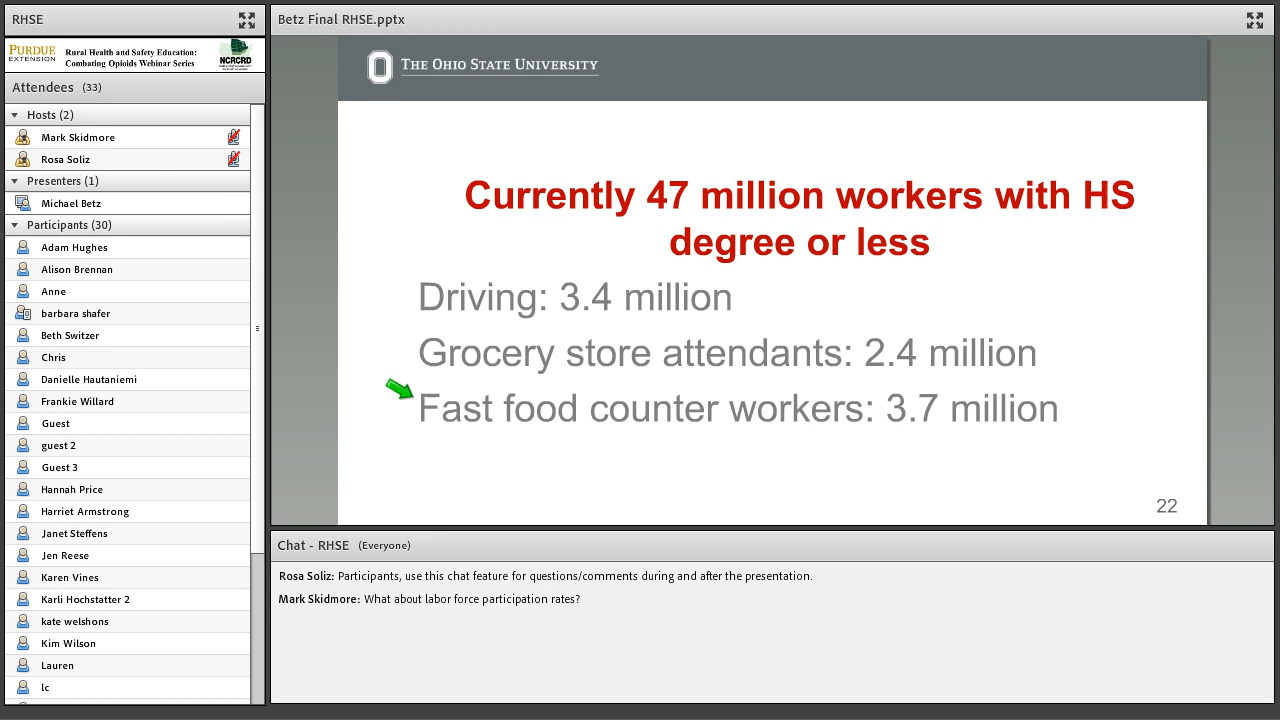 RHSE
PURDUE
EXTENSION
Rural Health and Safety Education:
Combating Opioids Webinar Series
NCRCRD
Attendees (33)
Hosts (2)
Mark Skidmore
Rosa Soliz
Presenters (1)
Michael Betz
Participants (30)
Adam Hughes
Alison Brennan
Anne
barbara shafer
Beth Switzer
Chris
Danielle Hautaniemi
Frankie Willard
Guest
guest 2
Guest 3
Hannah Price
Harriet Armstrong
Janet Steffens
Jen Reese
Karen Vines
Karli Hochstatter 2
kate welshons
Kim Wilson
Lauren
lc
Betz Final RHSE.pptx
THE OHIO STATE UNIVERSITY
Currently 47 million workers with HS
degree or less
Driving: 3.4 million
Grocery store attendants: 2.4 million
Fast food counter workers: 3.7 million
22
Chat - RHSE (Everyone)
Rosa Soliz: Participants, use this chat feature for questions/comments during and after the presentation.
Mark Skidmore: What about labor force participation rates?